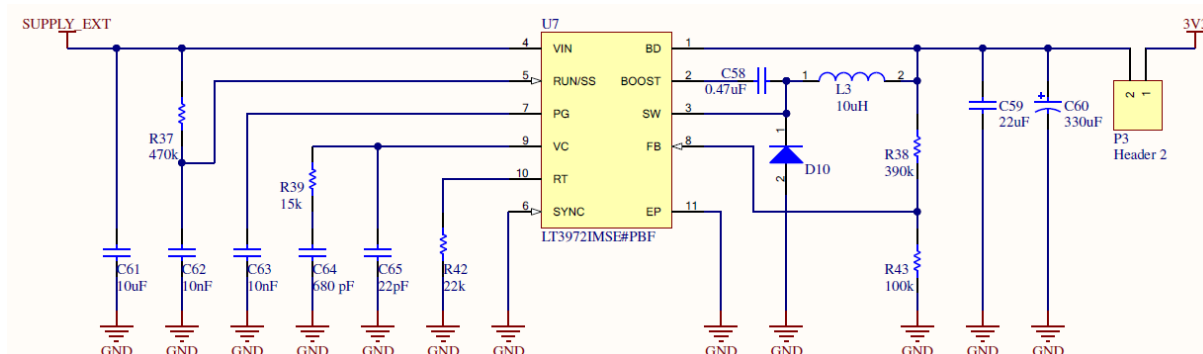 SUPPLY_EXT
U7
3V3
4
VIN
BD
1
5
RUN/SS
BOOST
2
C58
0.47uF
1
2
L3
10uH
7
PG
SW
3
R37
470k
9
VC
FB
8
1
2
D10
R38
390k
C59
22uF
C60
330uF
2
1
P3
Header 2
R39
15k
10
RT
6
SYNC
EP
11
LT3972IMSE#PBF
C61
10uF
C62
10nF
C63
10nF
C64
680 pF
C65
22pF
R42
22k
R43
100k
GND
GND
GND
GND
GND
GND
GND
GND
GND
GND
GND
GND